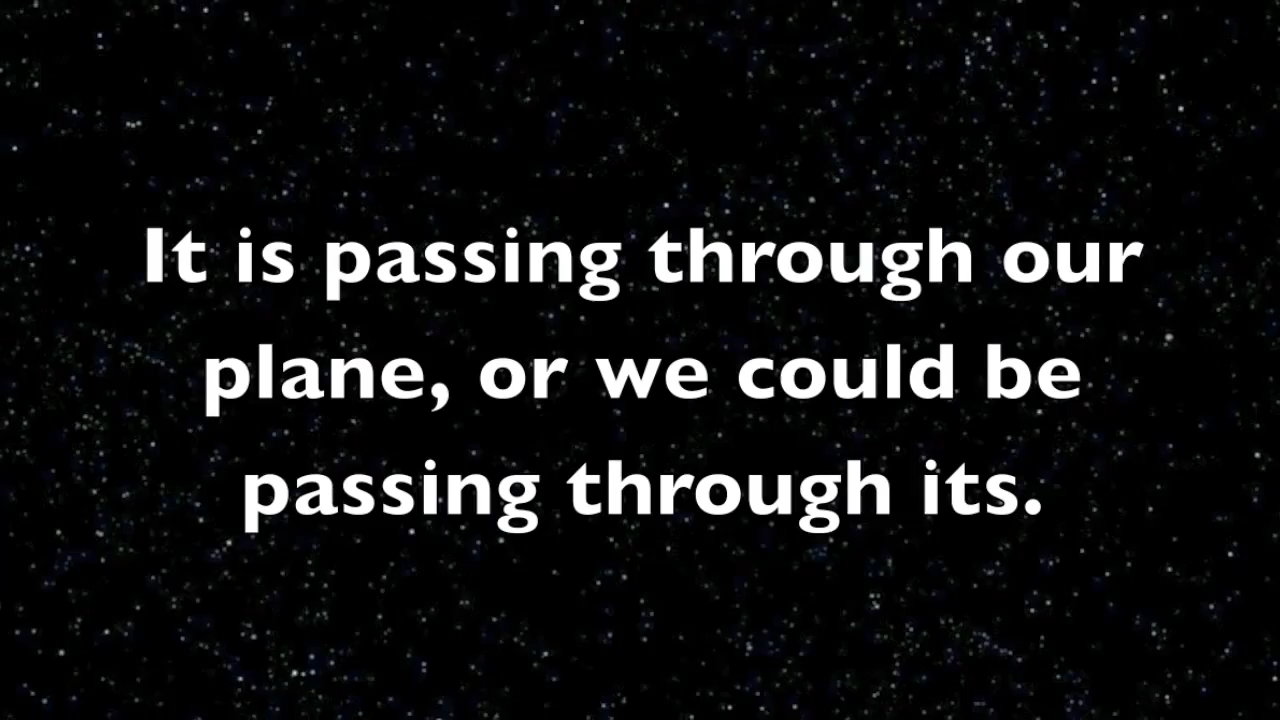 It is passing through our
plane, or we could be
passing through its.